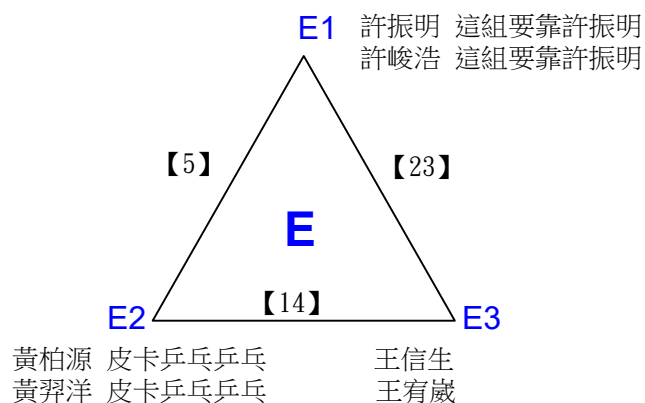 E1 許振明 這組要靠許振明
許峻浩 這組要靠許振明
【5】 【23】
E
【14】
E2 E3
黃柏源 皮卡乒乓乒乓 王信生
黃羿洋 皮卡乒乓乒乓 王宥崴